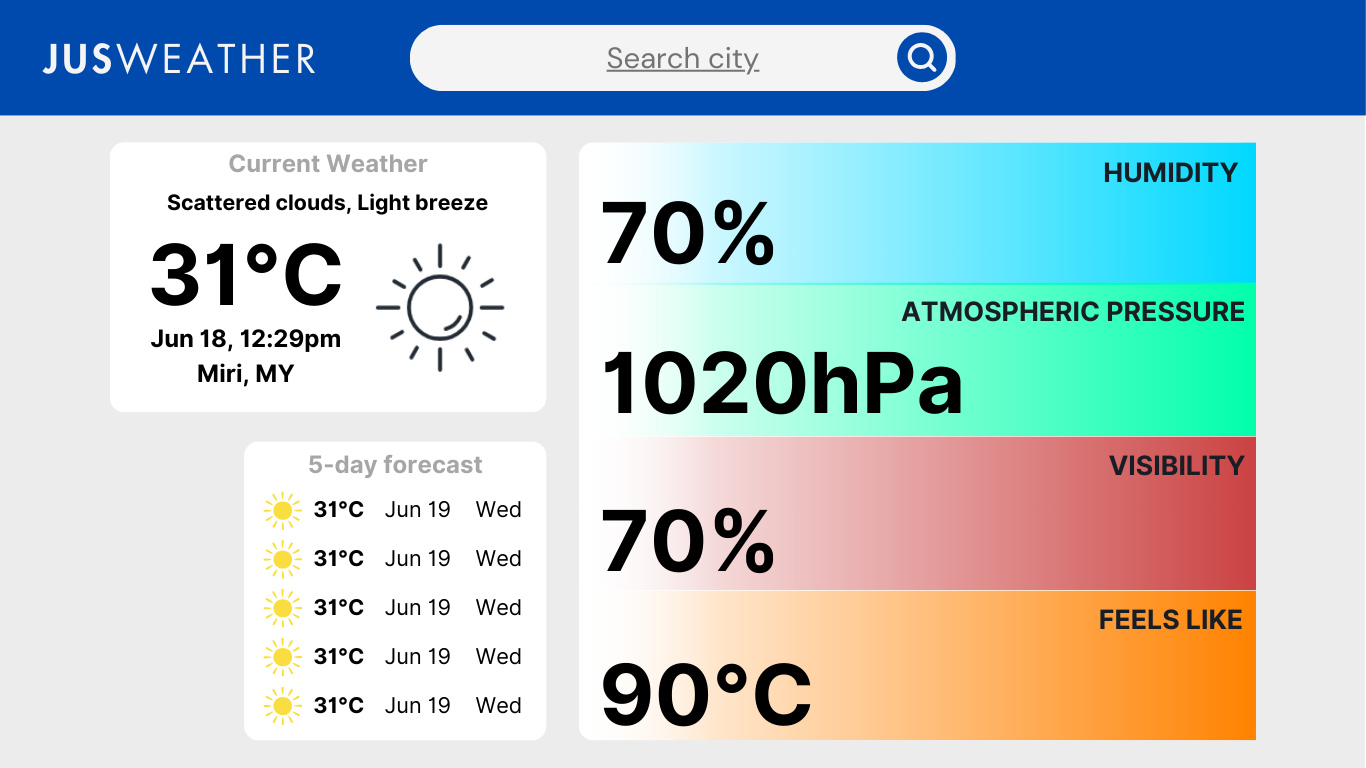 JUSWEATHER
Search city
Current Weather
Scattered clouds, Light breeze
31°C
Jun 18, 12:29pm
Miri, MY
5-day forecast
31°C Jun 19 Wed
31°C Jun 19 Wed
31°C Jun 19 Wed
31°C Jun 19 Wed
31°C Jun 19 Wed
HUMIDITY
70%
ATMOSPHERIC PRESSURE
1020hPa
VISIBILITY
70%
FEELS LIKE
90°C